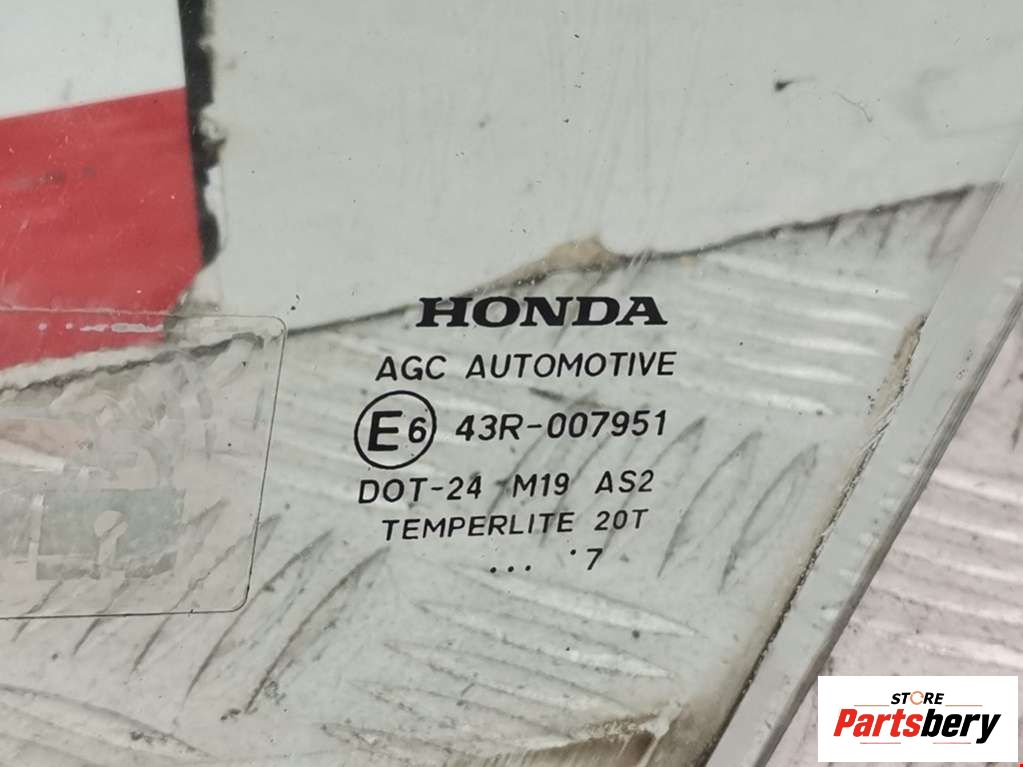 HONDA
AGC AUTOMOTIVE
E6 43R-007951
DOT-24 M19 AS2
TEMPERLITE 20T
... '7
STORE
Partsbery